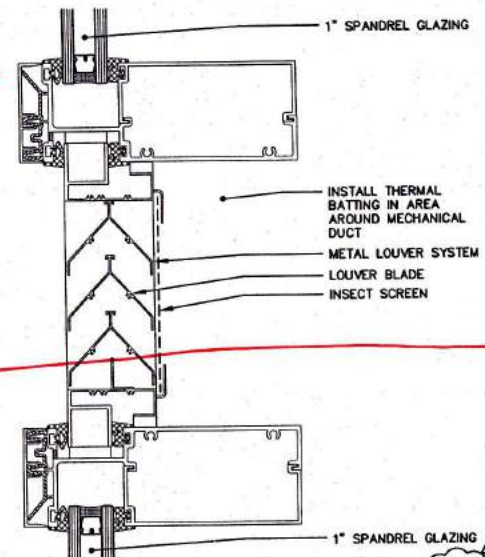 1" SPANDREL GLAZING
INSTALL THERMAL
BATTING IN AREA
AROUND MECHANICAL
DUCT
METAL LOUVER SYSTEM
LOUVER BLADE
INSECT SCREEN
1" SPANDREL GLAZING